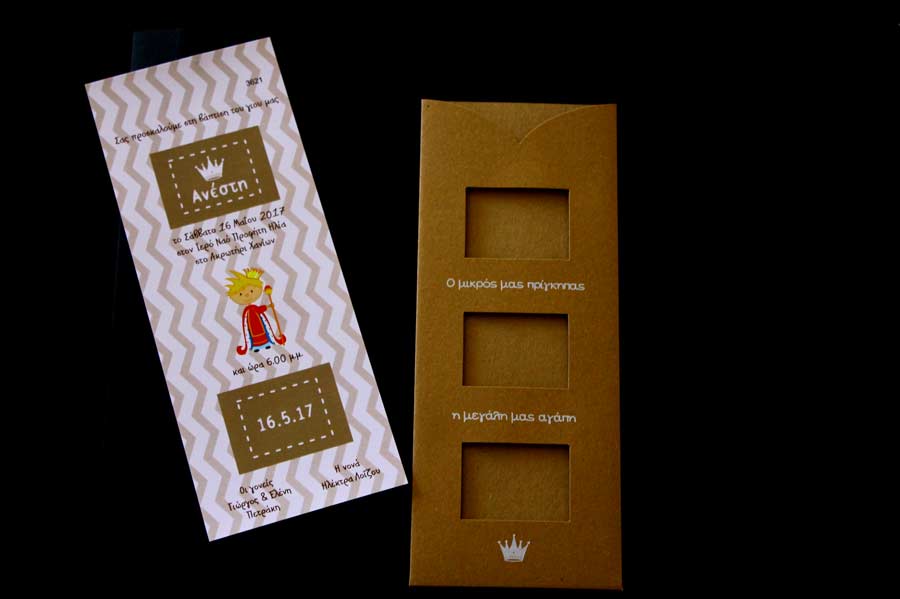 3621
Σας προσκαλούμε στη βάπτιση του γιου μας
Ανέστη
το Σάββατο 16 Μαΐου 2017
στον Ιερό Ναό Προφήτη Ηλία
στο Ακρωτήρι Χανίων
και ώρα 6.00 μ.μ.
16.5.17
Οι γονείς
Γιώργος & Ελένη
Πετράκη
Η νονά
Ηλέκτρα Λοΐζου
Ο μικρός μας πρίγκηπας
η μεγάλη μας αγάπη